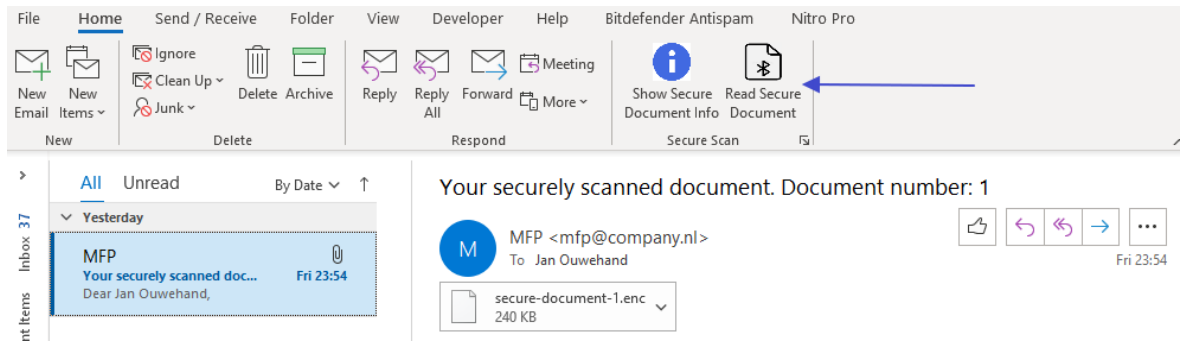 File Home Send / Receive Folder View Developer Help Bitdefender Antispam Nitro Pro
New Email
New Items
Ignore
Clean Up
Junk
Delete
Archive
Reply
Reply All
Forward
Meeting
More
Show Secure Document Info
Read Secure Document
New Delete Respond Secure Scan
All Unread By Date
Yesterday
MFP
Your securely scanned doc... Fri 23:54
Dear Jan Ouwehand,
Inbox 37
nt Items
Your securely scanned document. Document number: 1
M
MFP <mfp@company.nl>
To Jan Ouwehand
Fri 23:54
secure-document-1.enc
240 KB